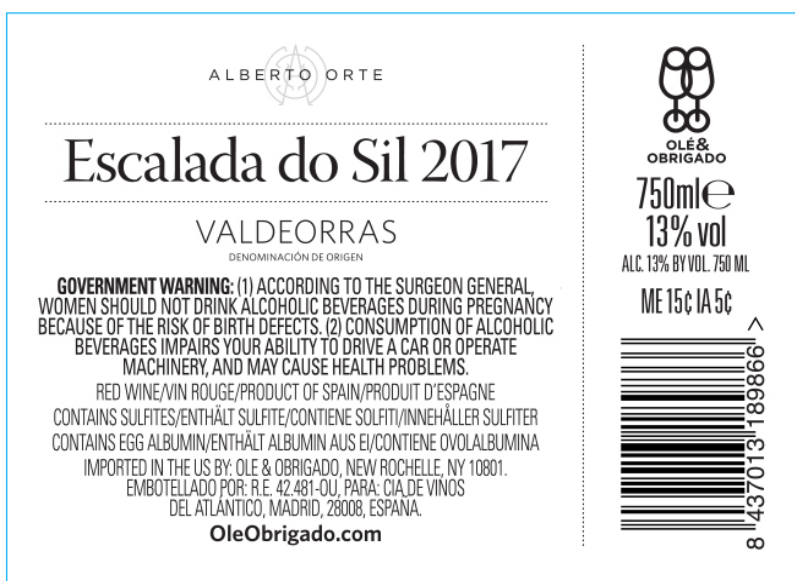 ALBERTO ORTE
Escalada do Sil 2017
VALDEORRAS
DENOMINACIÓN DE ORIGEN
GOVERNMENT WARNING: (1) ACCORDING TO THE SURGEON GENERAL,
WOMEN SHOULD NOT DRINK ALCOHOLIC BEVERAGES DURING PREGNANCY
BECAUSE OF THE RISK OF BIRTH DEFECTS. (2) CONSUMPTION OF ALCOHOLIC
BEVERAGES IMPAIRS YOUR ABILITY TO DRIVE A CAR OR OPERATE
MACHINERY, AND MAY CAUSE HEALTH PROBLEMS.
RED WINE/VIN ROUGE/PRODUCT OF SPAIN/PRODUIT D'ESPAGNE
CONTAINS SULFITES/ENTHÄLT SULFITE/CONTIENE SOLFITI/INNEHÅLLER SULFITER
CONTAINS EGG ALBUMIN/ENTHÄLT ALBUMIN AUS EI/CONTIENE OVOLALBUMINA
IMPORTED IN THE US BY: OLE & OBRIGADO, NEW ROCHELLE, NY 10801.
EMBOTELLADO POR: R.E. 42.481-OU, PARA: CIA.DE VINOS
DEL ATLÁNTICO, MADRID, 28008, ESPAÑA.
OleObrigado.com
OLÉ&
OBRIGADO
750ml℮
13% vol
ALC. 13% BY VOL. 750 ML
ME 15¢ IA 5¢
8 437013 189866 >